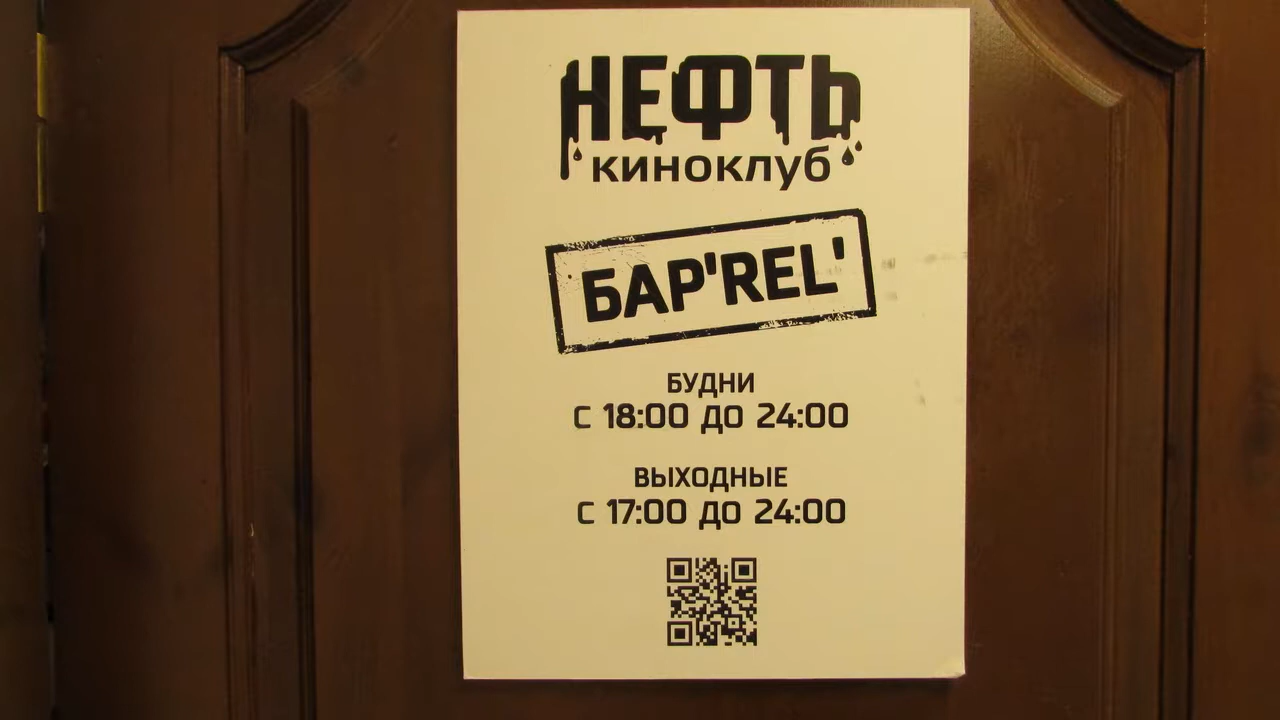 НЕФТЬ
киноклуб
БАР'REL'
БУДНИ
С 18:00 ДО 24:00
ВЫХОДНЫЕ
С 17:00 ДО 24:00